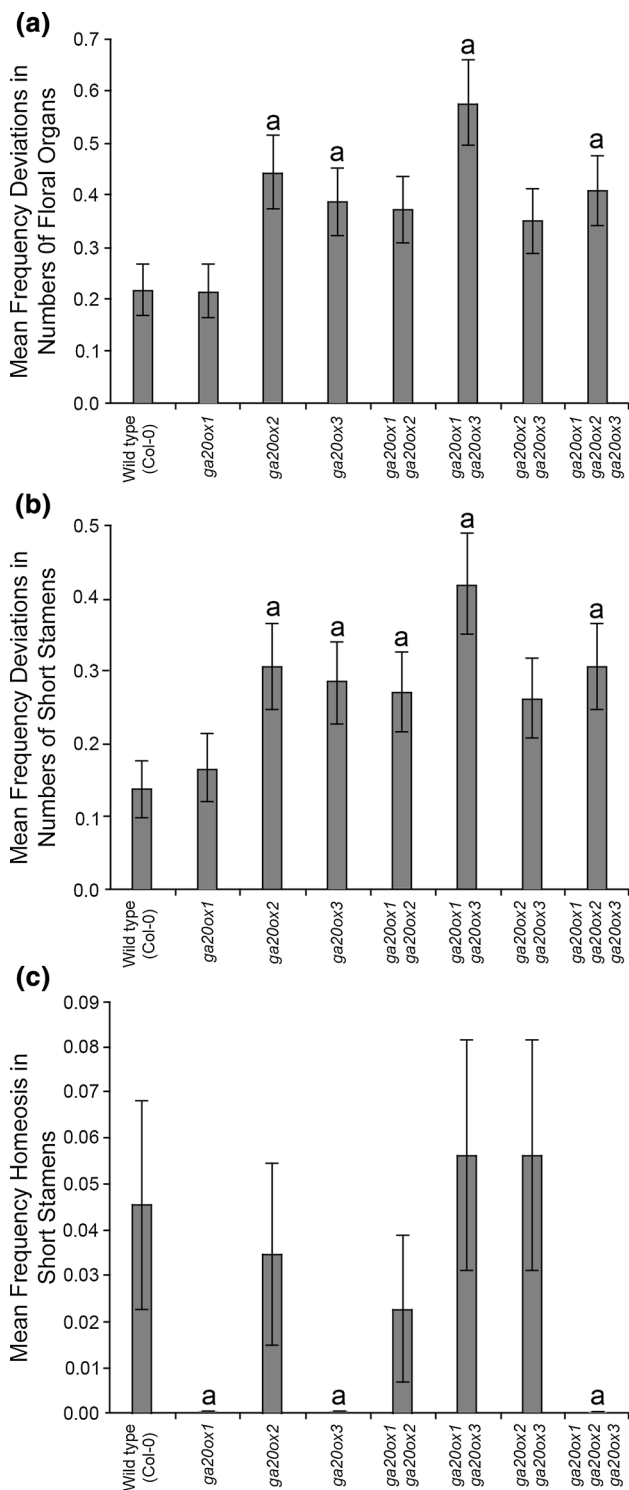 (a)
Mean Frequency Deviations in
Numbers 0f Floral Organs
0.7
0.6
0.5
0.4
0.3
0.2
0.1
0.0
a
a
a
a
Wild type
(Col-0)
ga20ox1
ga20ox2
ga20ox3
ga20ox1
ga20ox2
ga20ox1
ga20ox3
ga20ox2
ga20ox3
ga20ox1
ga20ox2
ga20ox3
(b)
Mean Frequency Deviations in
Numbers of Short Stamens
0.5
0.4
0.3
0.2
0.1
0.0
a
a
a
a
a
Wild type
(Col-0)
ga20ox1
ga20ox2
ga20ox3
ga20ox1
ga20ox2
ga20ox1
ga20ox3
ga20ox2
ga20ox3
ga20ox1
ga20ox2
ga20ox3
(c)
Mean Frequency Homeosis in
Short Stamens
0.09
0.08
0.07
0.06
0.05
0.04
0.03
0.02
0.01
0.00
a
a
a
Wild type
(Col-0)
ga20ox1
ga20ox2
ga20ox3
ga20ox1
ga20ox2
ga20ox1
ga20ox3
ga20ox2
ga20ox3
ga20ox1
ga20ox2
ga20ox3